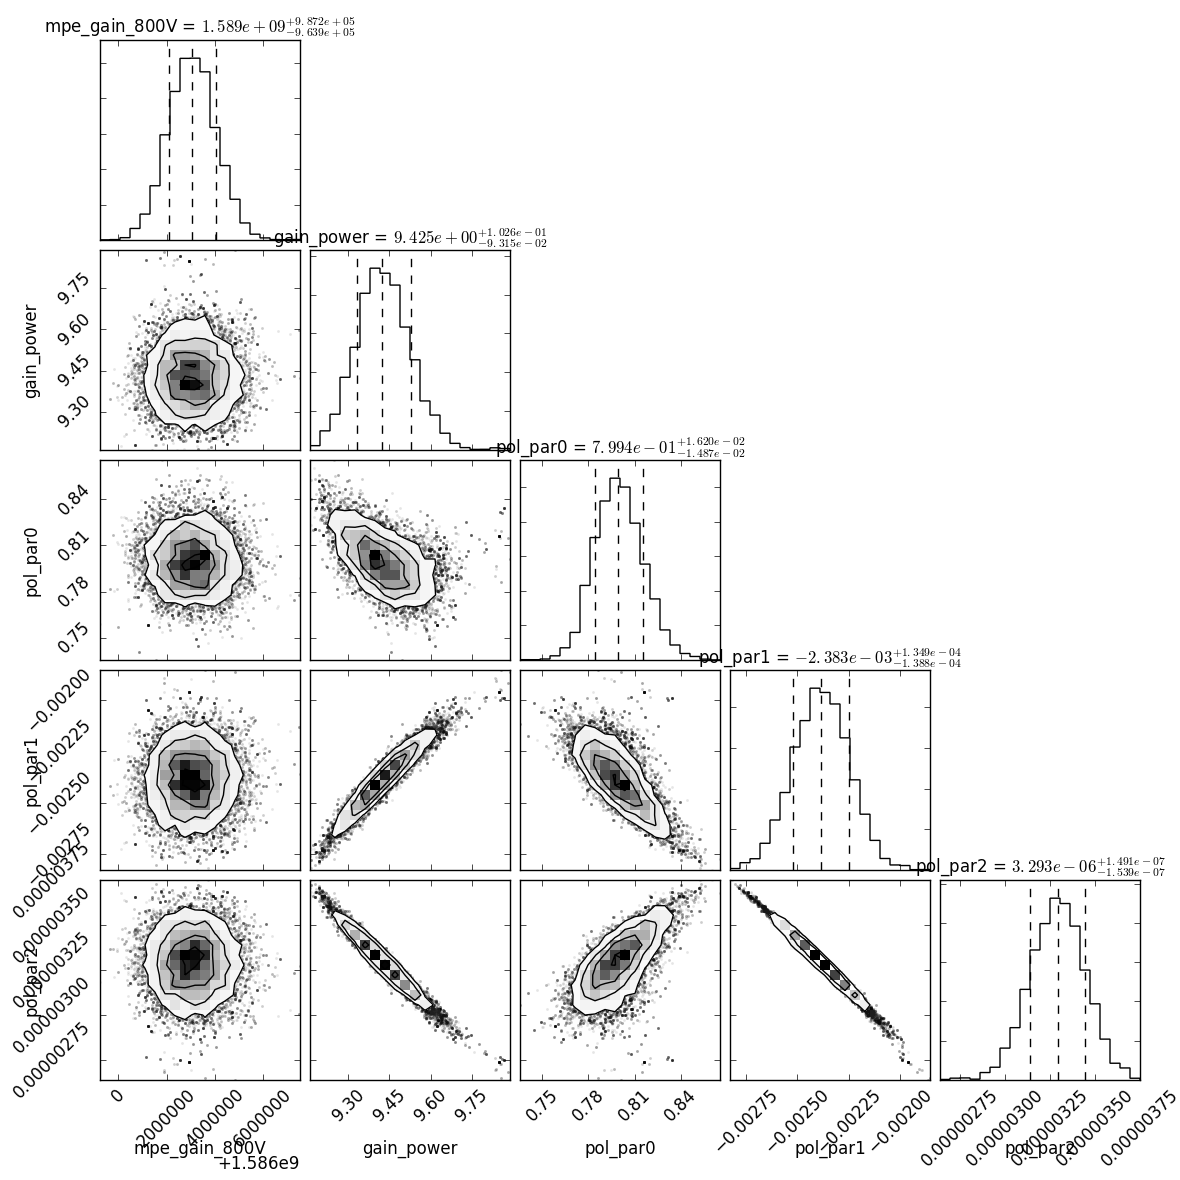 mpe_gain_800V = 1.589e+09 +9.872e+05 −9.639e+05
gain_power = 9.425e+00 +1.026e−01 −9.315e−02
9.75
9.60
9.45
9.30
gain_power
pol_par0 = 7.994e−01 +1.620e−02 −1.487e−02
0.84
0.81
0.78
0.75
pol_par0
pol_par1 = −2.383e−03 +1.349e−04 −1.388e−04
−0.00200
−0.00225
−0.00250
−0.00275
pol_par1
pol_par2 = 3.293e−06 +1.491e−07 −1.539e−07
0.00000375
0.00000350
0.00000325
0.00000300
0.00000275
pol_par2
0 2000000 4000000 6000000
+1.586e9
mpe_gain_800V
9.30 9.45 9.60 9.75
gain_power
0.75 0.78 0.81 0.84
pol_par0
−0.00275 −0.00250 −0.00225 −0.00200
pol_par1
0.00000275 0.00000300 0.00000325 0.00000350 0.00000375
pol_par2